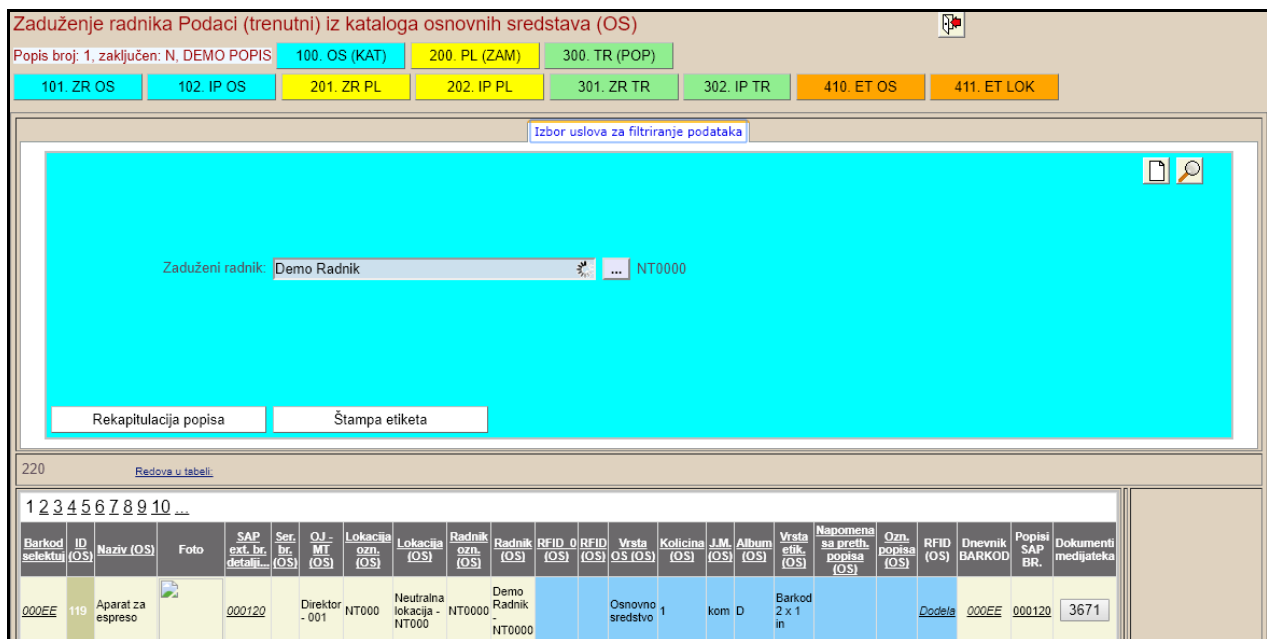 Zaduženje radnika Podaci (trenutni) iz kataloga osnovnih sredstava (OS)
Popis broj: 1, zaključen: N, DEMO POPIS 100. OS (KAT) 200. PL (ZAM) 300. TR (POP)
101. ZR OS 102. IP OS 201. ZR PL 202. IP PL 301. ZR TR 302. IP TR 410. ET OS 411. ET LOK
Izbor uslova za filtriranje podataka
Zaduženi radnik: Demo Radnik ... NT0000
Rekapitulacija popisa Štampa etiketa
220 Redova u tabeli:
1 2 3 4 5 6 7 8 9 10 ...
Barkod selektuj ID (OS) Naziv (OS) Foto SAP ext. br. detalji... Ser. br. (OS) OJ - MT (OS) Lokacija ozn. (OS) Lokacija (OS) Radnik ozn. (OS) Radnik (OS) RFID_0 (OS) RFID (OS) Vrsta OS (OS) Kolicina (OS) J.M. (OS) Album (OS) Vrsta etik. (OS) Napomena sa preth. popisa (OS) Ozn. popisa (OS) RFID (OS) Dnevnik BARKOD Popisi SAP BR. Dokumenti medijateka
000EE 119 Aparat za espreso 000120 Direktor - 001 NT000 Neutralna lokacija - NT000 NT0000 Demo Radnik - NT0000 Osnovno sredstvo 1 kom D Barkod 2 x 1 in Dodela 000EE 000120 3671